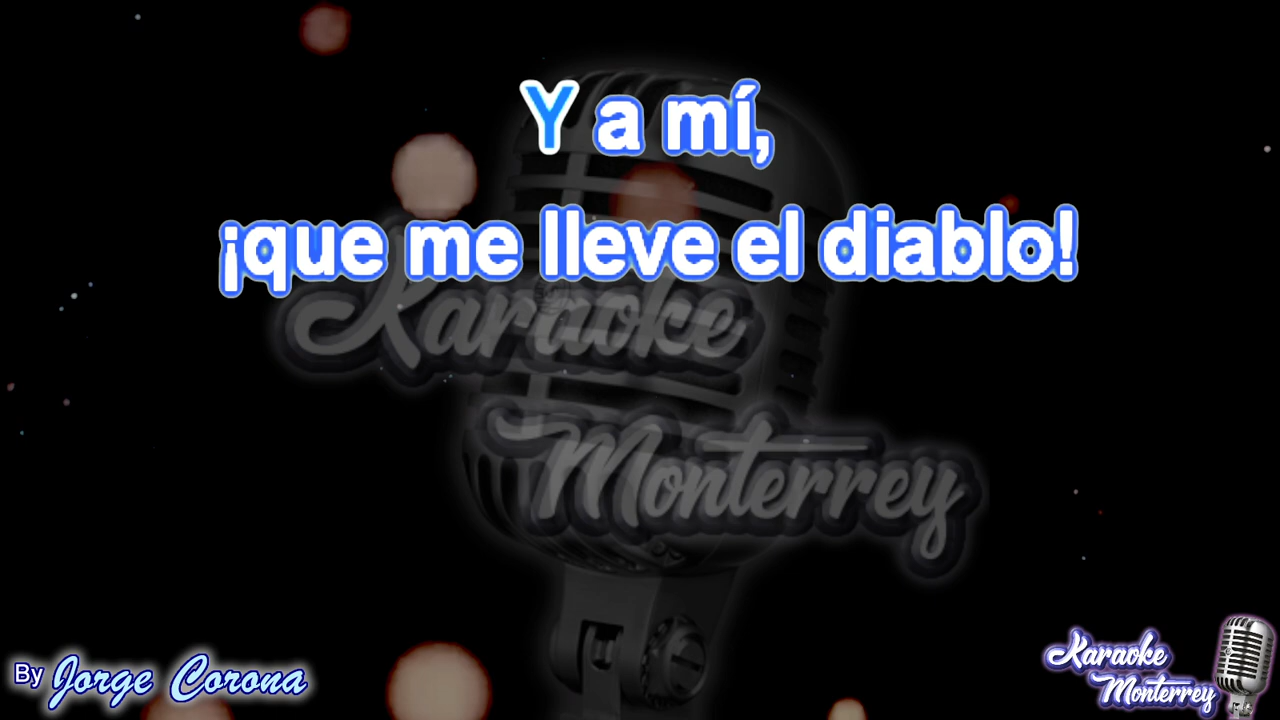 Y a mí,
¡que me lleve el diablo!
Karaoke
Monterrey
By Jorge Corona
Karaoke
Monterrey